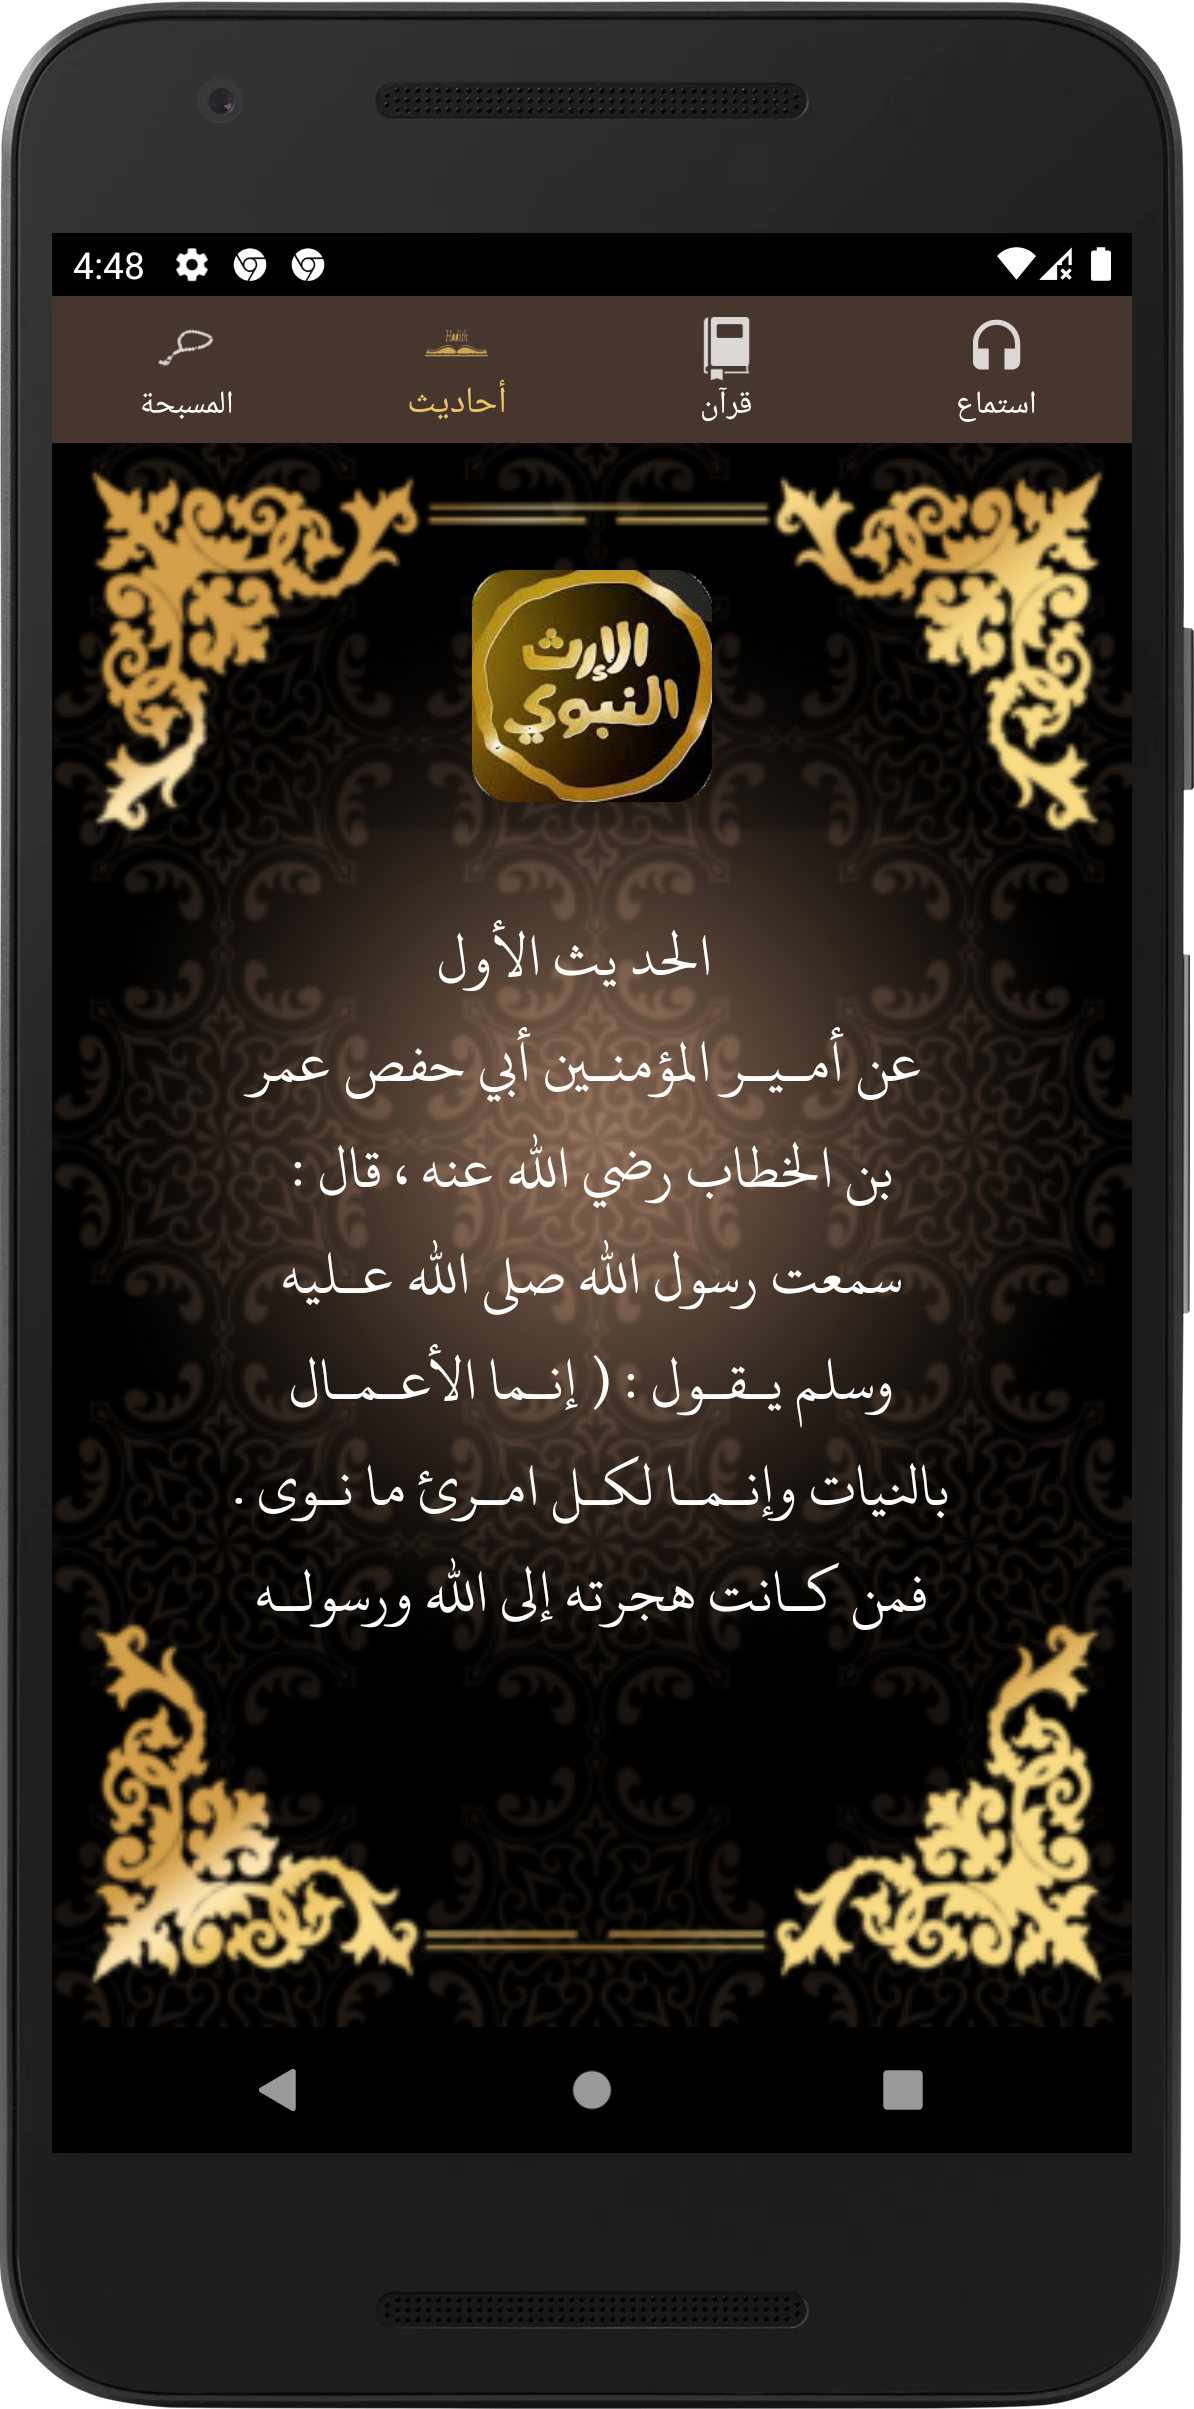 4:48
استماع
قرآن
Hadith
أحاديث
المسبحة
الإرث
النبوي
الحد يث الأول
عن أمـيـر المؤمنـين أبي حفص عمر
بن الخطاب رضي الله عنه ، قال :
سمعت رسول الله صلى الله عـليه
وسلم يـقـول : ( إنـما الأعـمـال
بالنيات وإنـمـا لكـل امـرئ ما نـوى .
فمن كـانت هجرته إلى الله ورسولـه